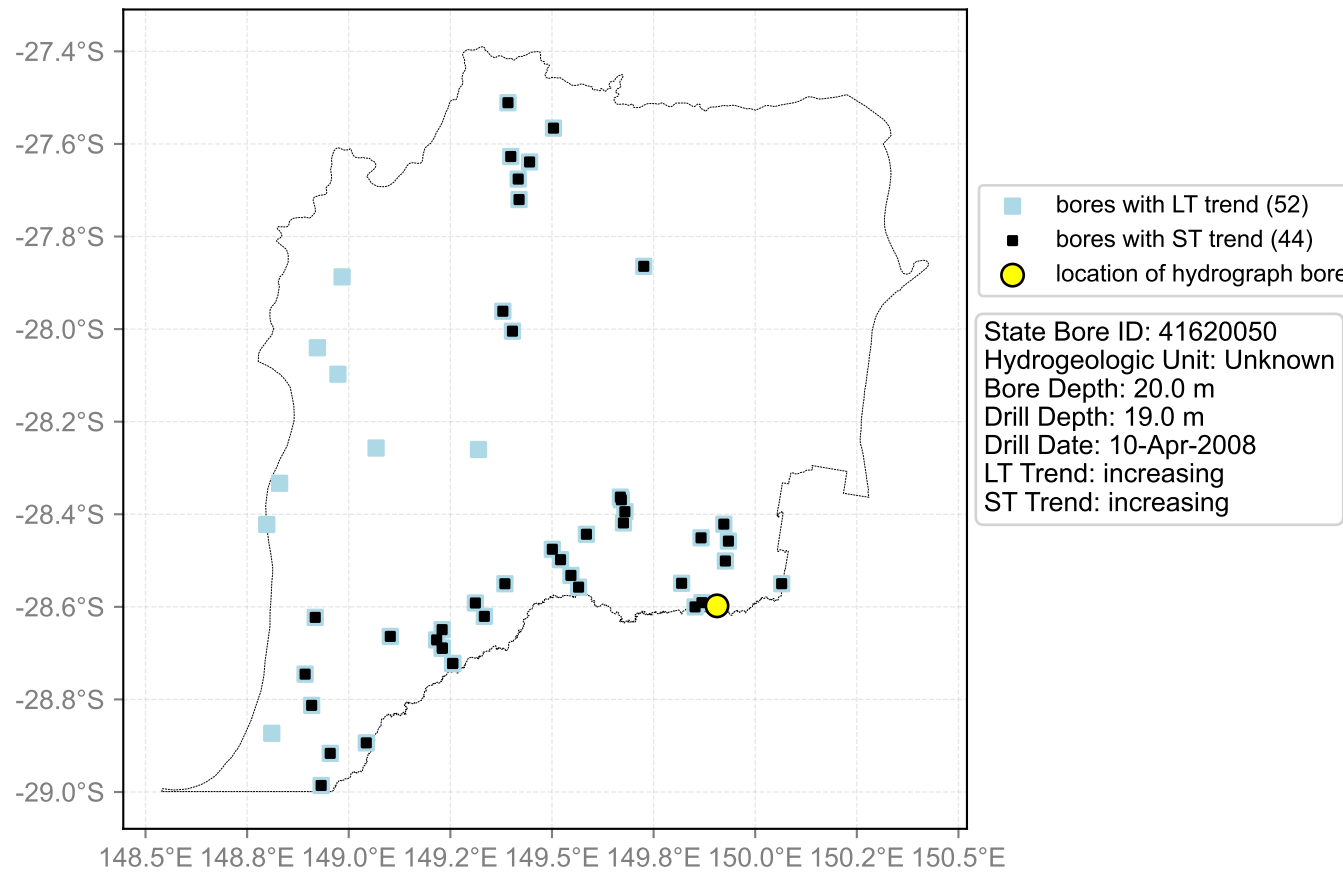 -27.4°S
-27.6°S
-27.8°S
-28.0°S
-28.2°S
-28.4°S
-28.6°S
-28.8°S
-29.0°S
148.5°E 148.8°E 149.0°E 149.2°E 149.5°E 149.8°E 150.0°E 150.2°E 150.5°E
bores with LT trend (52)
bores with ST trend (44)
location of hydrograph bore
State Bore ID: 41620050
Hydrogeologic Unit: Unknown
Bore Depth: 20.0 m
Drill Depth: 19.0 m
Drill Date: 10-Apr-2008
LT Trend: increasing
ST Trend: increasing